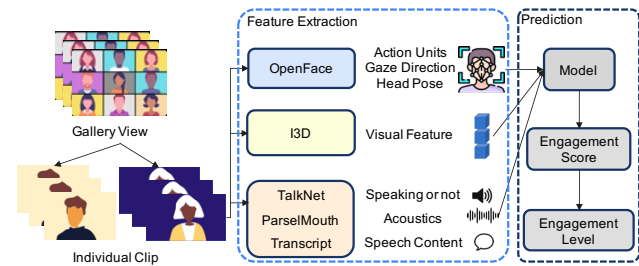 Feature Extraction
Prediction
OpenFace
Action Units
Gaze Direction
Head Pose
Model
Gallery View
I3D
Visual Feature
Engagement
Score
TalkNet
ParselMouth
Transcript
Speaking or not
Acoustics
Speech Content
Engagement
Level
Individual Clip